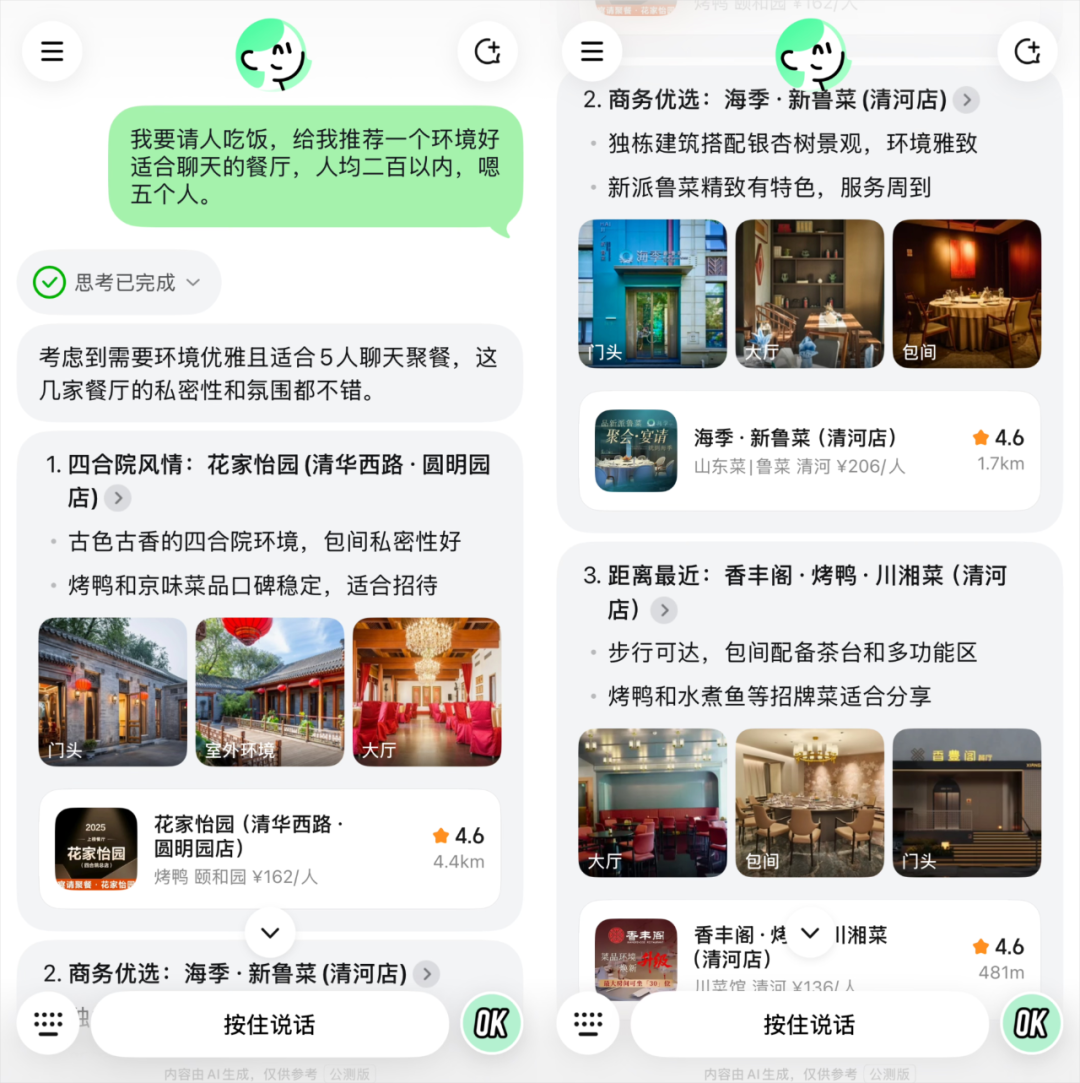 我要请人吃饭，给我推荐一个环境好
适合聊天的餐厅，人均二百以内，嗯
五个人。
思考已完成
考虑到需要环境优雅且适合5人聊天聚餐，这
几家餐厅的私密性和氛围都不错。
1. 四合院风情：花家怡园 (清华西路 · 圆明园
店)
古色古香的四合院环境，包间私密性好
烤鸭和京味菜品口碑稳定，适合招待
门头
室外环境
大厅
2025
花家怡园
花家怡园（清华西路 ·
圆明园店）
4.6
4.4km
烤鸭 颐和园 ¥162/人
2. 商务优选：海季 · 新鲁菜 (清河店)
按住说话
OK
内容由AI生成，仅供参考 公测版
烤鸭 颐和园 ¥162/人
2. 商务优选：海季 · 新鲁菜 (清河店)
独栋建筑搭配银杏树景观，环境雅致
新派鲁菜精致有特色，服务周到
门头
大厅
包间
聚会·宴请
海季 · 新鲁菜（清河店）
4.6
山东菜|鲁菜 清河 ¥206/人
1.7km
3. 距离最近：香丰阁 · 烤鸭 · 川湘菜（清河
店）
步行可达，包间配备茶台和多功能区
烤鸭和水煮鱼等招牌菜适合分享
大厅
包间
门头
香丰阁
升级
香丰阁 · 烤
川湘菜
（清河店）
4.6
481m
川菜馆 清河 ¥136/人
按住说话
OK
内容由AI生成，仅供参考 公测版